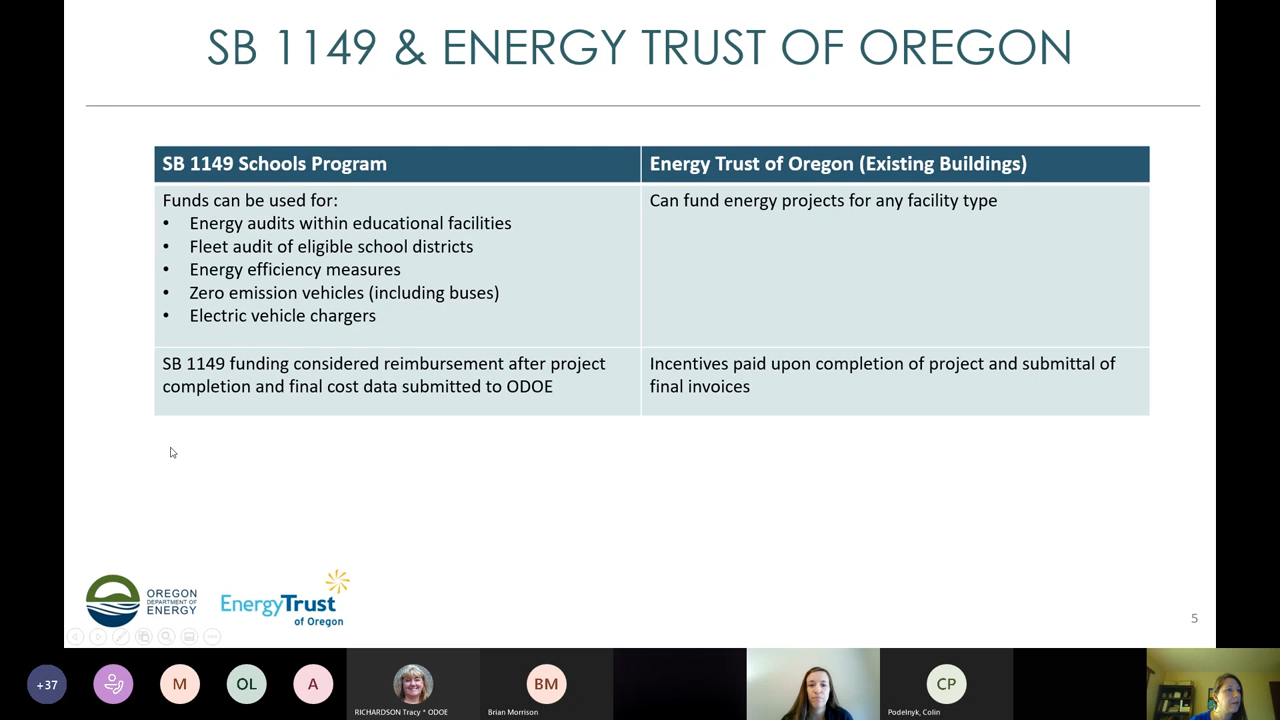 SB 1149 & ENERGY TRUST OF OREGON
SB 1149 Schools Program
Energy Trust of Oregon (Existing Buildings)
Funds can be used for:
• Energy audits within educational facilities
• Fleet audit of eligible school districts
• Energy efficiency measures
• Zero emission vehicles (including buses)
• Electric vehicle chargers
Can fund energy projects for any facility type
SB 1149 funding considered reimbursement after project
completion and final cost data submitted to ODOE
Incentives paid upon completion of project and submittal of
final invoices
OREGON
DEPARTMENT OF
ENERGY
EnergyTrust
of Oregon
5
+37
M
OL
A
RICHARDSON Tracy * ODOE
BM
Brian Morrison
CP
Podelnyk, Colin